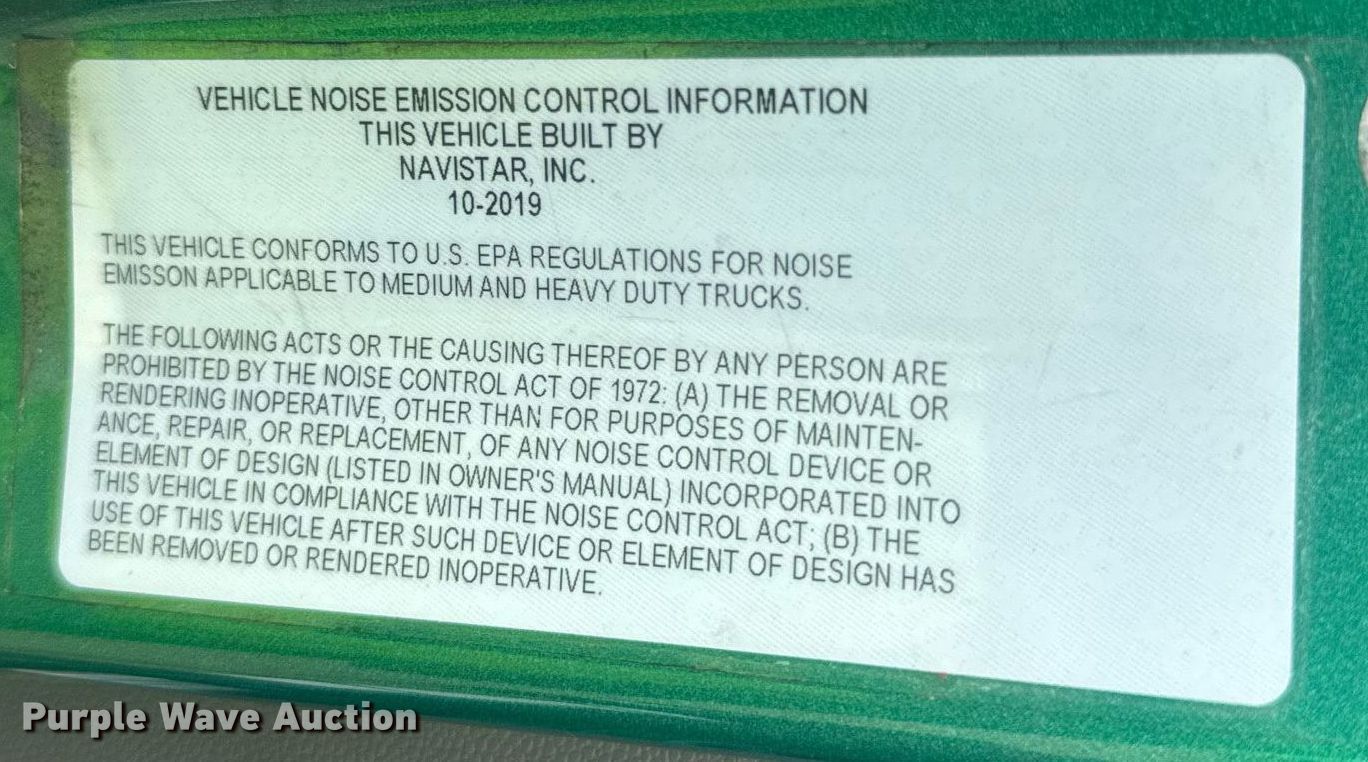 VEHICLE NOISE EMISSION CONTROL INFORMATION
THIS VEHICLE BUILT BY
NAVISTAR, INC.
10-2019
THIS VEHICLE CONFORMS TO U.S. EPA REGULATIONS FOR NOISE
EMISSON APPLICABLE TO MEDIUM AND HEAVY DUTY TRUCKS.
THE FOLLOWING ACTS OR THE CAUSING THEREOF BY ANY PERSON ARE
PROHIBITED BY THE NOISE CONTROL ACT OF 1972: (A) THE REMOVAL OR
RENDERING INOPERATIVE, OTHER THAN FOR PURPOSES OF MAINTEN-
ANCE, REPAIR, OR REPLACEMENT, OF ANY NOISE CONTROL DEVICE OR
ELEMENT OF DESIGN (LISTED IN OWNER'S MANUAL) INCORPORATED INTO
THIS VEHICLE IN COMPLIANCE WITH THE NOISE CONTROL ACT; (B) THE
USE OF THIS VEHICLE AFTER SUCH DEVICE OR ELEMENT OF DESIGN HAS
BEEN REMOVED OR RENDERED INOPERATIVE.
Purple Wave Auction